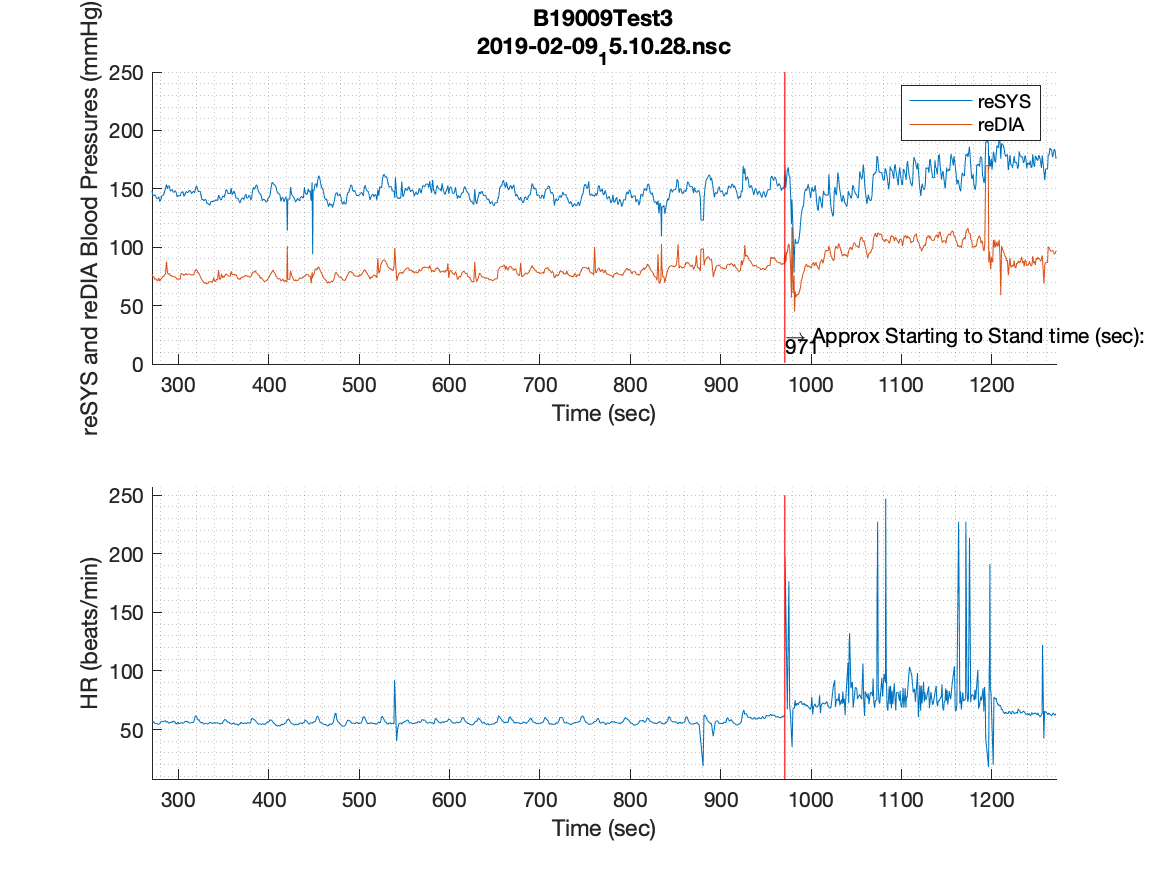 B19009Test3
2019-02-09₁5.10.28.nsc
reSYS and reDIA Blood Pressures (mmHg)
250
200
150
100
50
0
reSYS
reDIA
→ Approx Starting to Stand time (sec):
971
300 400 500 600 700 800 900 1000 1100 1200
Time (sec)
HR (beats/min)
250
200
150
100
50
300 400 500 600 700 800 900 1000 1100 1200
Time (sec)